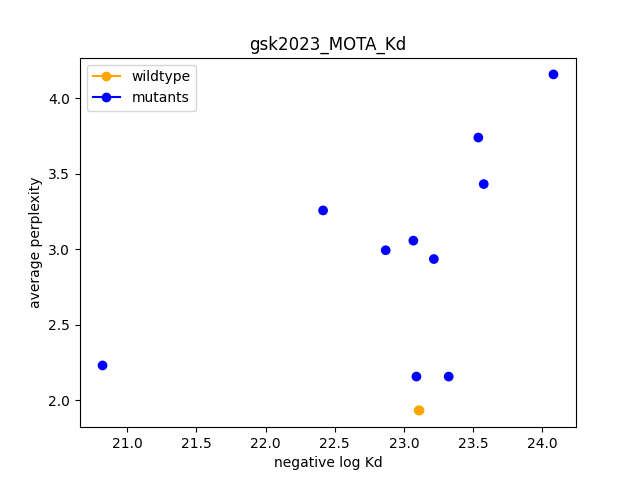 gsk2023_MOTA_Kd
wildtype
mutants
4.0
3.5
3.0
2.5
2.0
average perplexity
21.0 21.5 22.0 22.5 23.0 23.5 24.0
negative log Kd